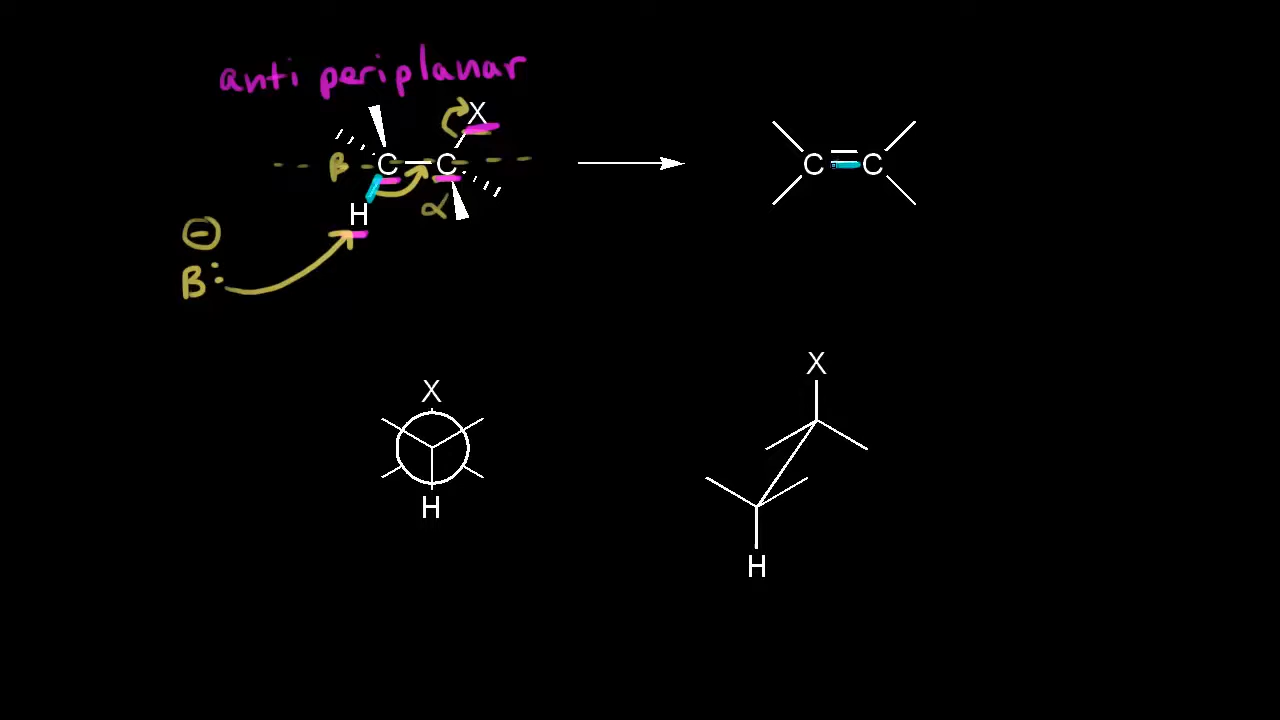 anti periplanar
X
β C C C C
H α
⊖
B:
X
X
H
H